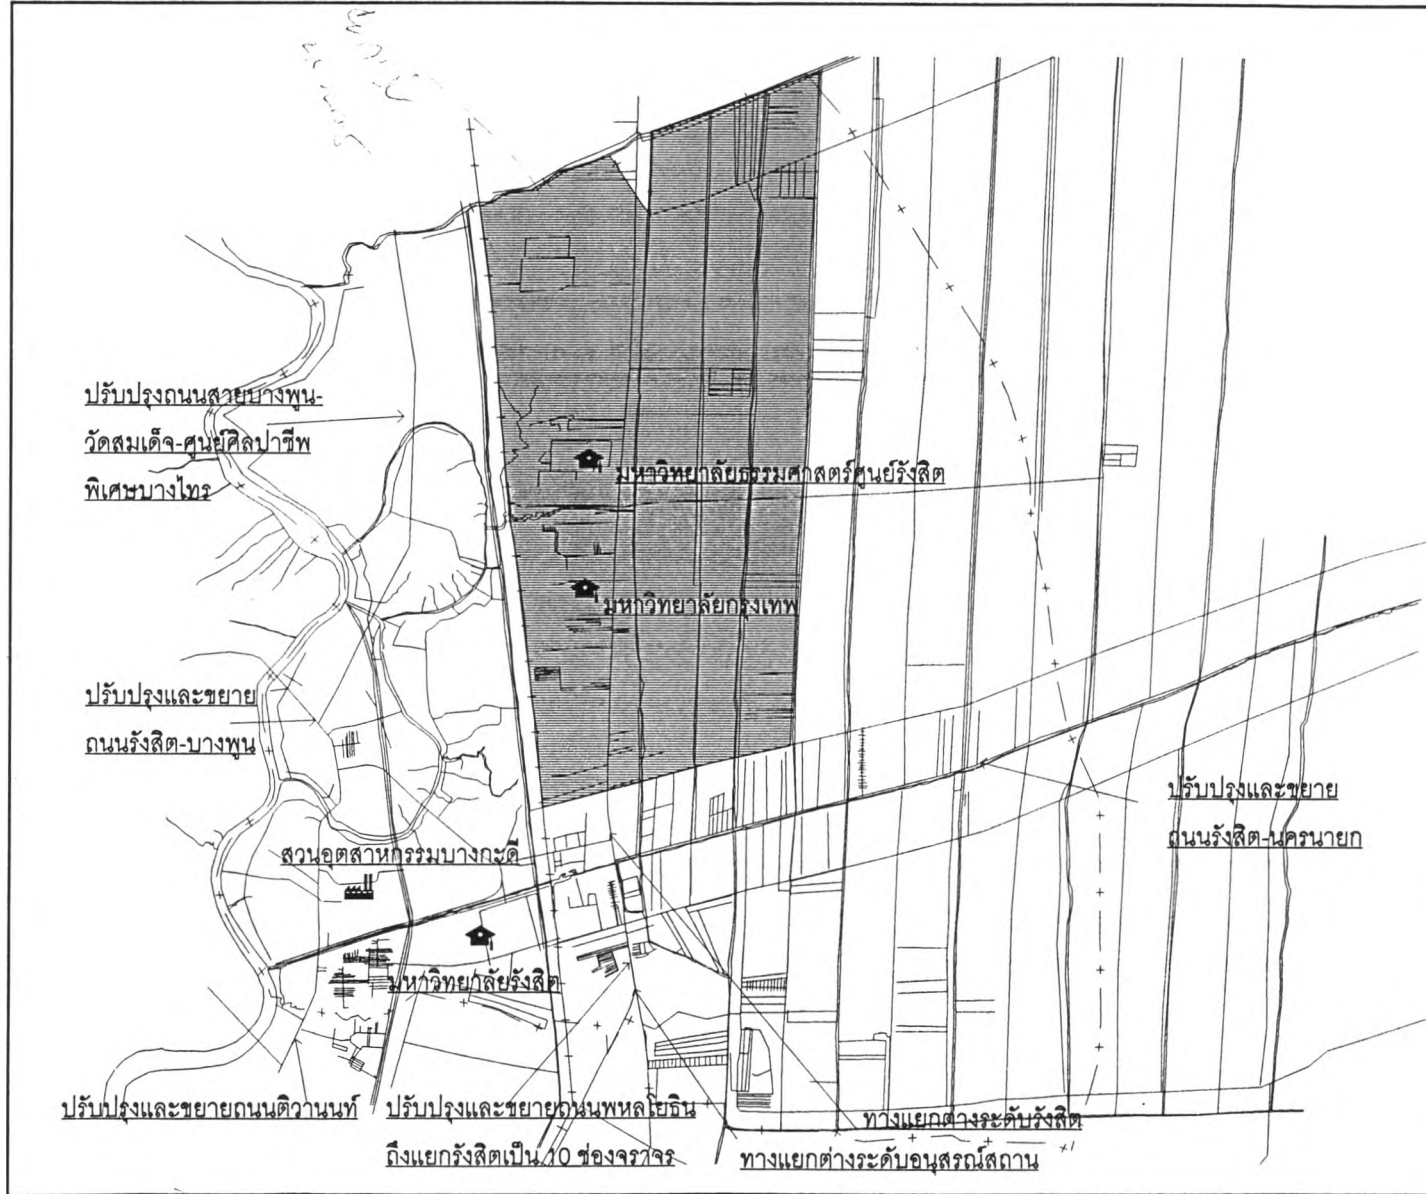 ปรับปรุงถนนสายบางพูน-
วัดสมเด็จ-ศูนย์ศิลปาชีพ
พิเศษบางไทร
มหาวิทยาลัยธรรมศาสตร์ศูนย์รังสิต
มหาวิทยาลัยกรุงเทพ
ปรับปรุงและขยาย
ถนนรังสิต-บางพูน
ปรับปรุงและขยาย
ถนนรังสิต-นครนายก
สวนอุตสาหกรรมบางกะดี
มหาวิทยาลัยรังสิต
ปรับปรุงและขยายถนนติวานนท์
ปรับปรุงและขยายถนนพหลโยธิน
ถึงแยกรังสิตเป็น 10 ช่องจราจร
ทางแยกต่างระดับรังสิต
ทางแยกต่างระดับอนุสรณ์สถาน